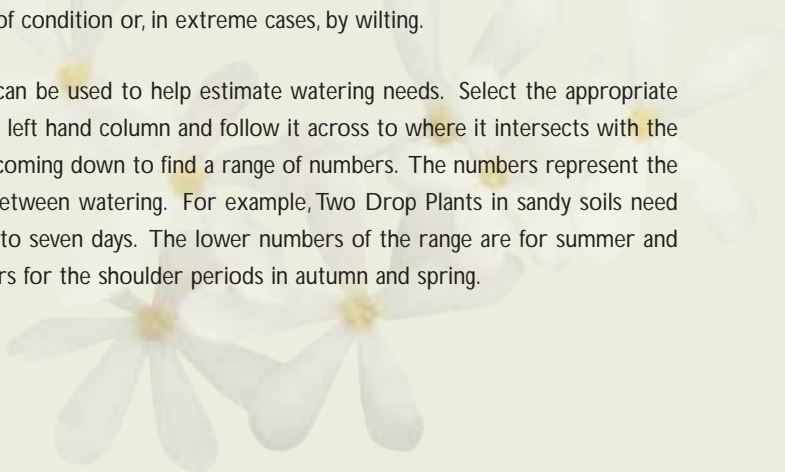 of condition or, in extreme cases, by wilting.
can be used to help estimate watering needs. Select the appropriate
left hand column and follow it across to where it intersects with the
coming down to find a range of numbers. The numbers represent the
etween watering. For example, Two Drop Plants in sandy soils need
to seven days. The lower numbers of the range are for summer and
rs for the shoulder periods in autumn and spring.